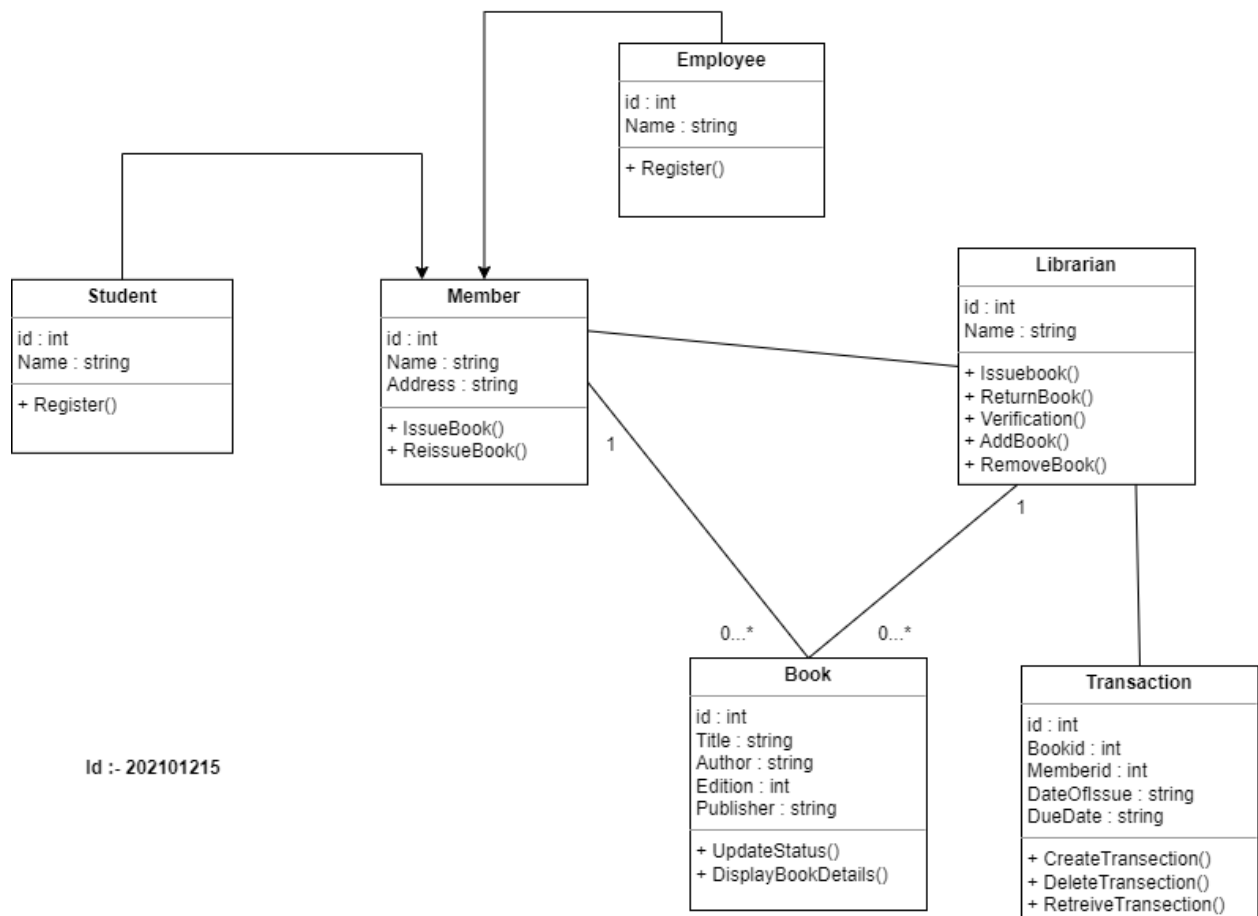 Employee
id : int
Name : string
+ Register()
Student
id : int
Name : string
+ Register()
Member
id : int
Name : string
Address : string
+ IssueBook()
+ ReissueBook()
Librarian
id : int
Name : string
+ Issuebook()
+ ReturnBook()
+ Verification()
+ AddBook()
+ RemoveBook()
1
1
0...*
0...*
Book
id : int
Title : string
Author : string
Edition : int
Publisher : string
+ UpdateStatus()
+ DisplayBookDetails()
Transaction
id : int
Bookid : int
Memberid : int
DateOfIssue : string
DueDate : string
+ CreateTransection()
+ DeleteTransection()
+ RetreiveTransection()
Id :- 202101215